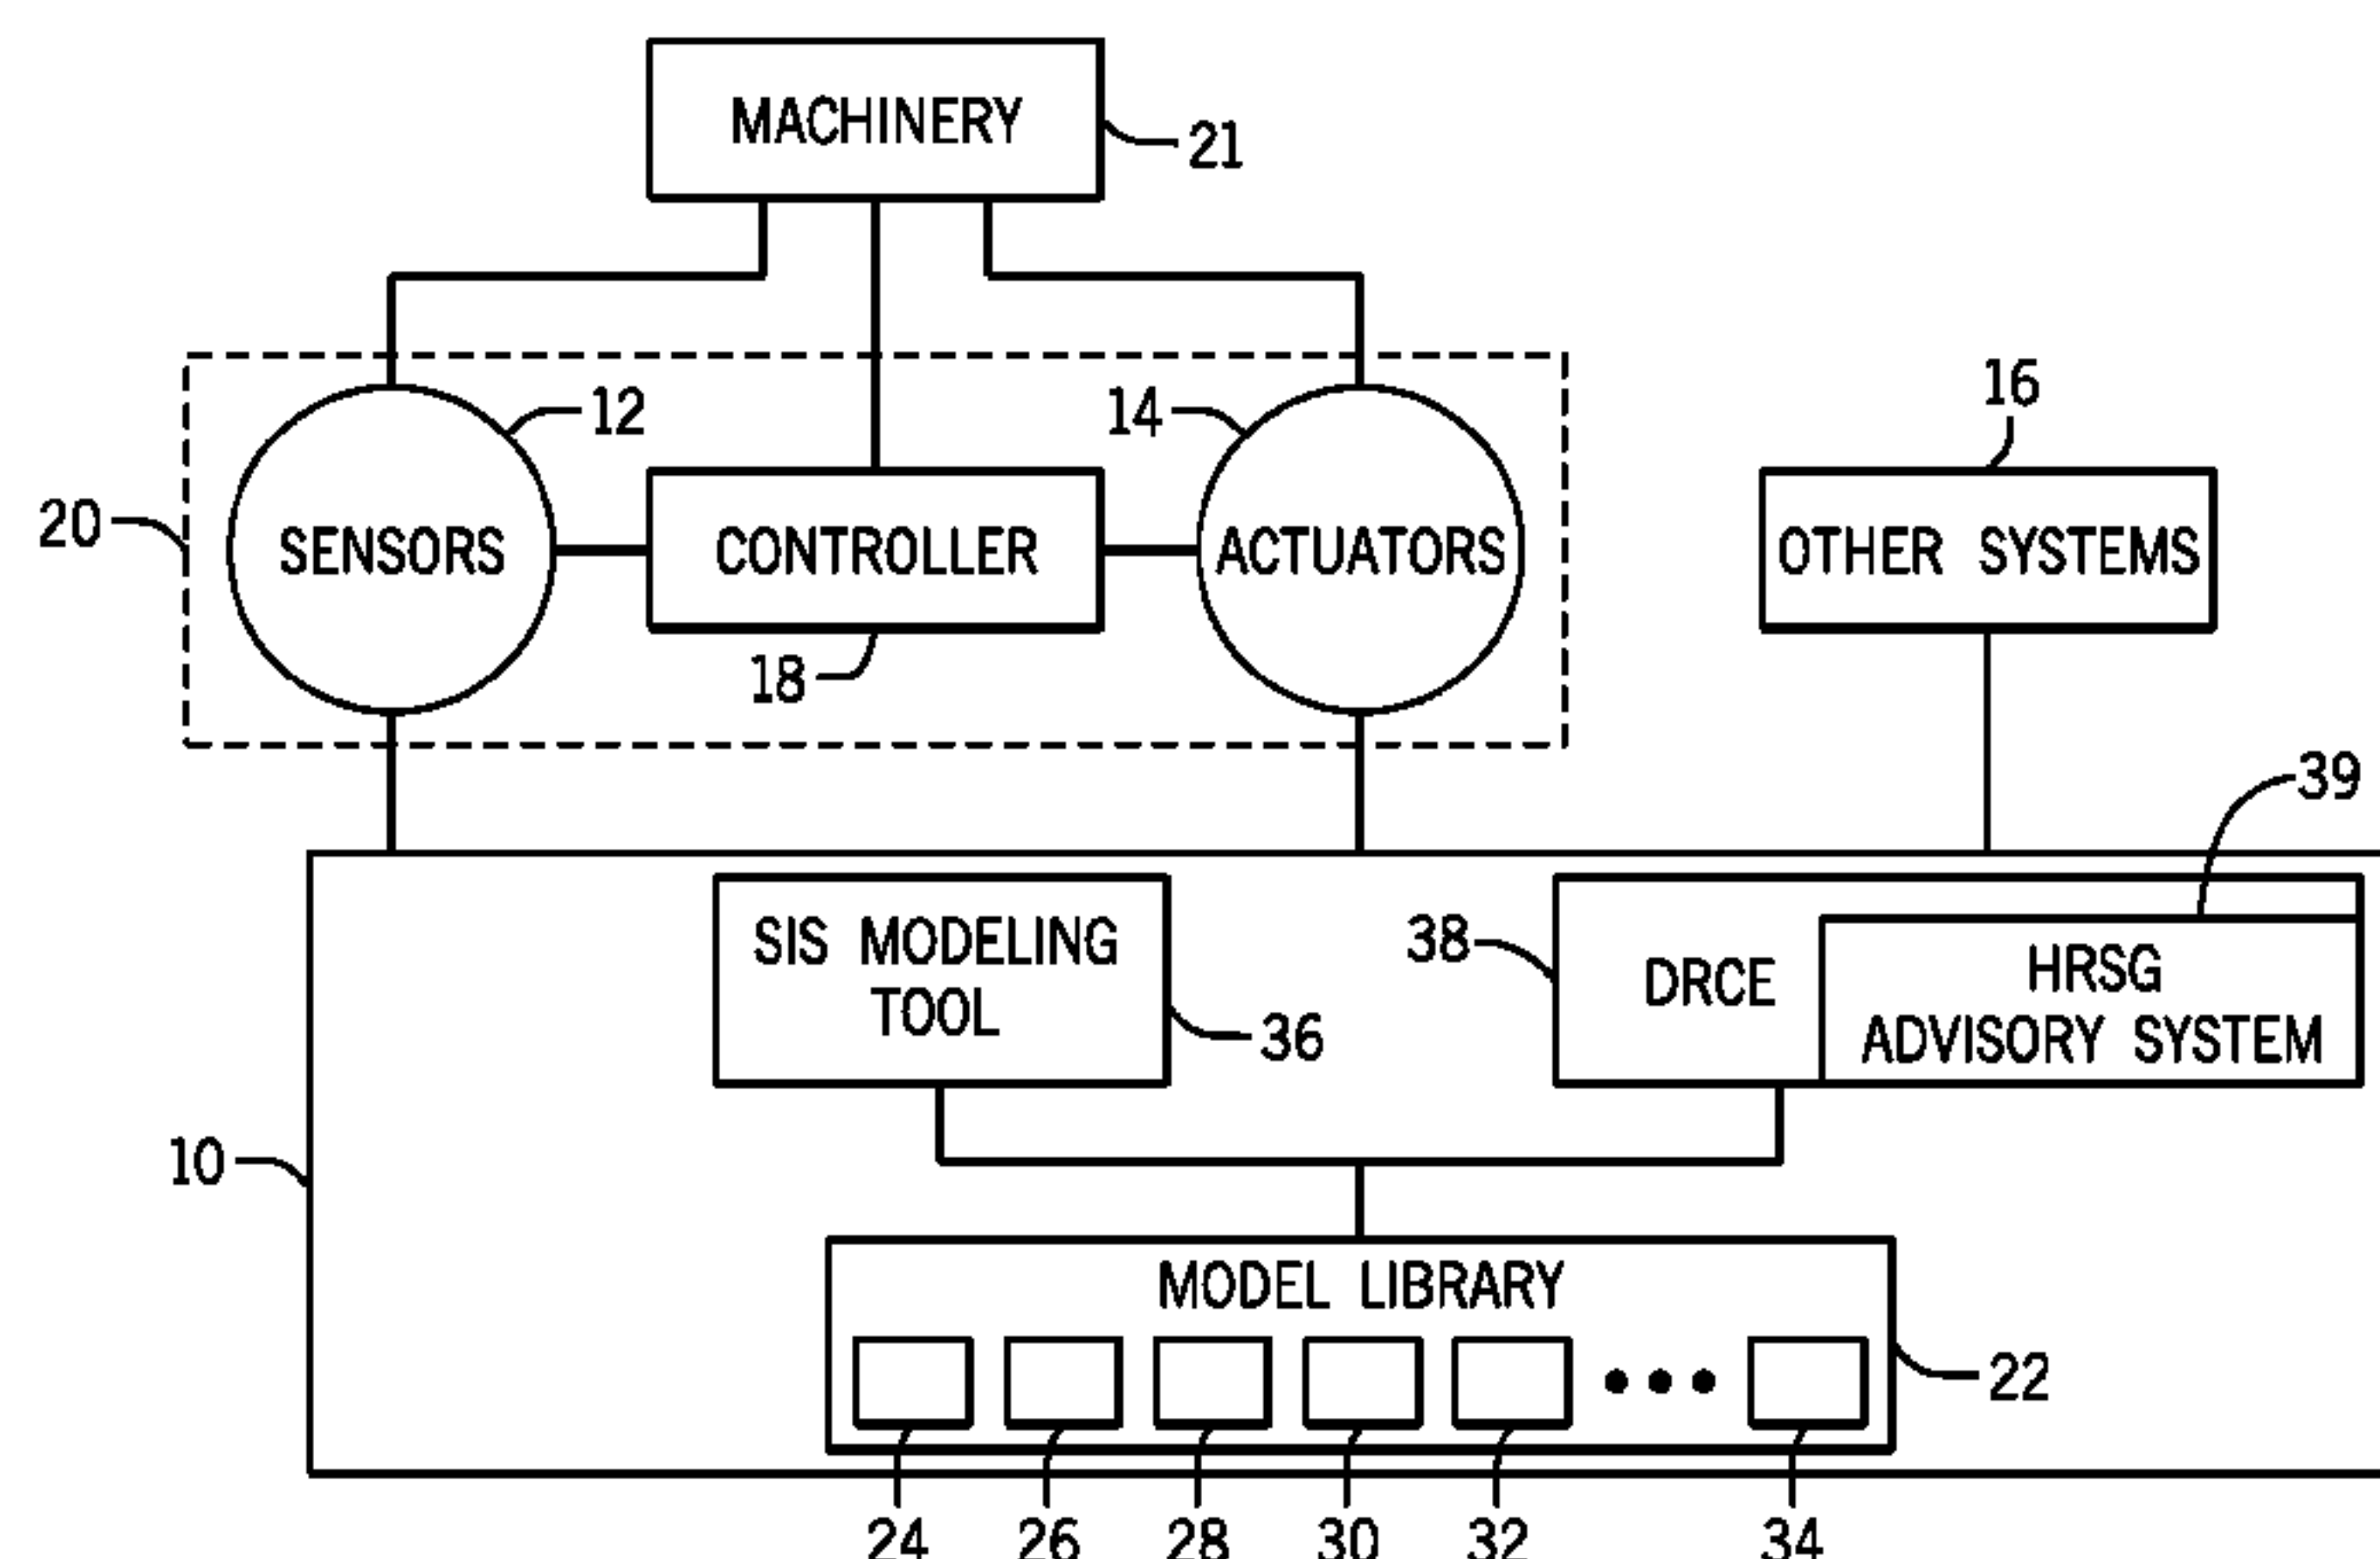 MACHINERY
21
12
14
16
20
SENSORS
CONTROLLER
ACTUATORS
OTHER SYSTEMS
18
39
SIS MODELING
TOOL
36
38
DRCE
HRSG
ADVISORY SYSTEM
10
MODEL LIBRARY
22
24 26 28 30 32 34